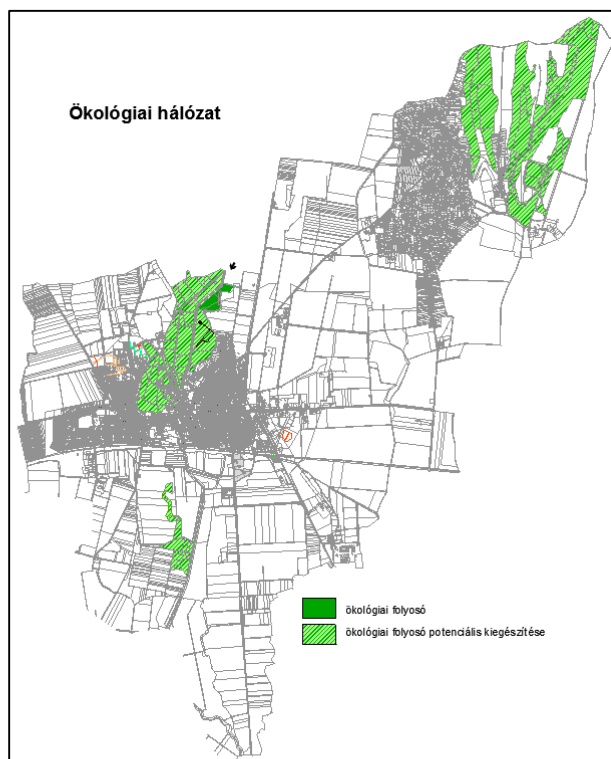 Ökológiai hálózat
ökológiai folyosó
ökológiai folyosó potenciális kiegészítése